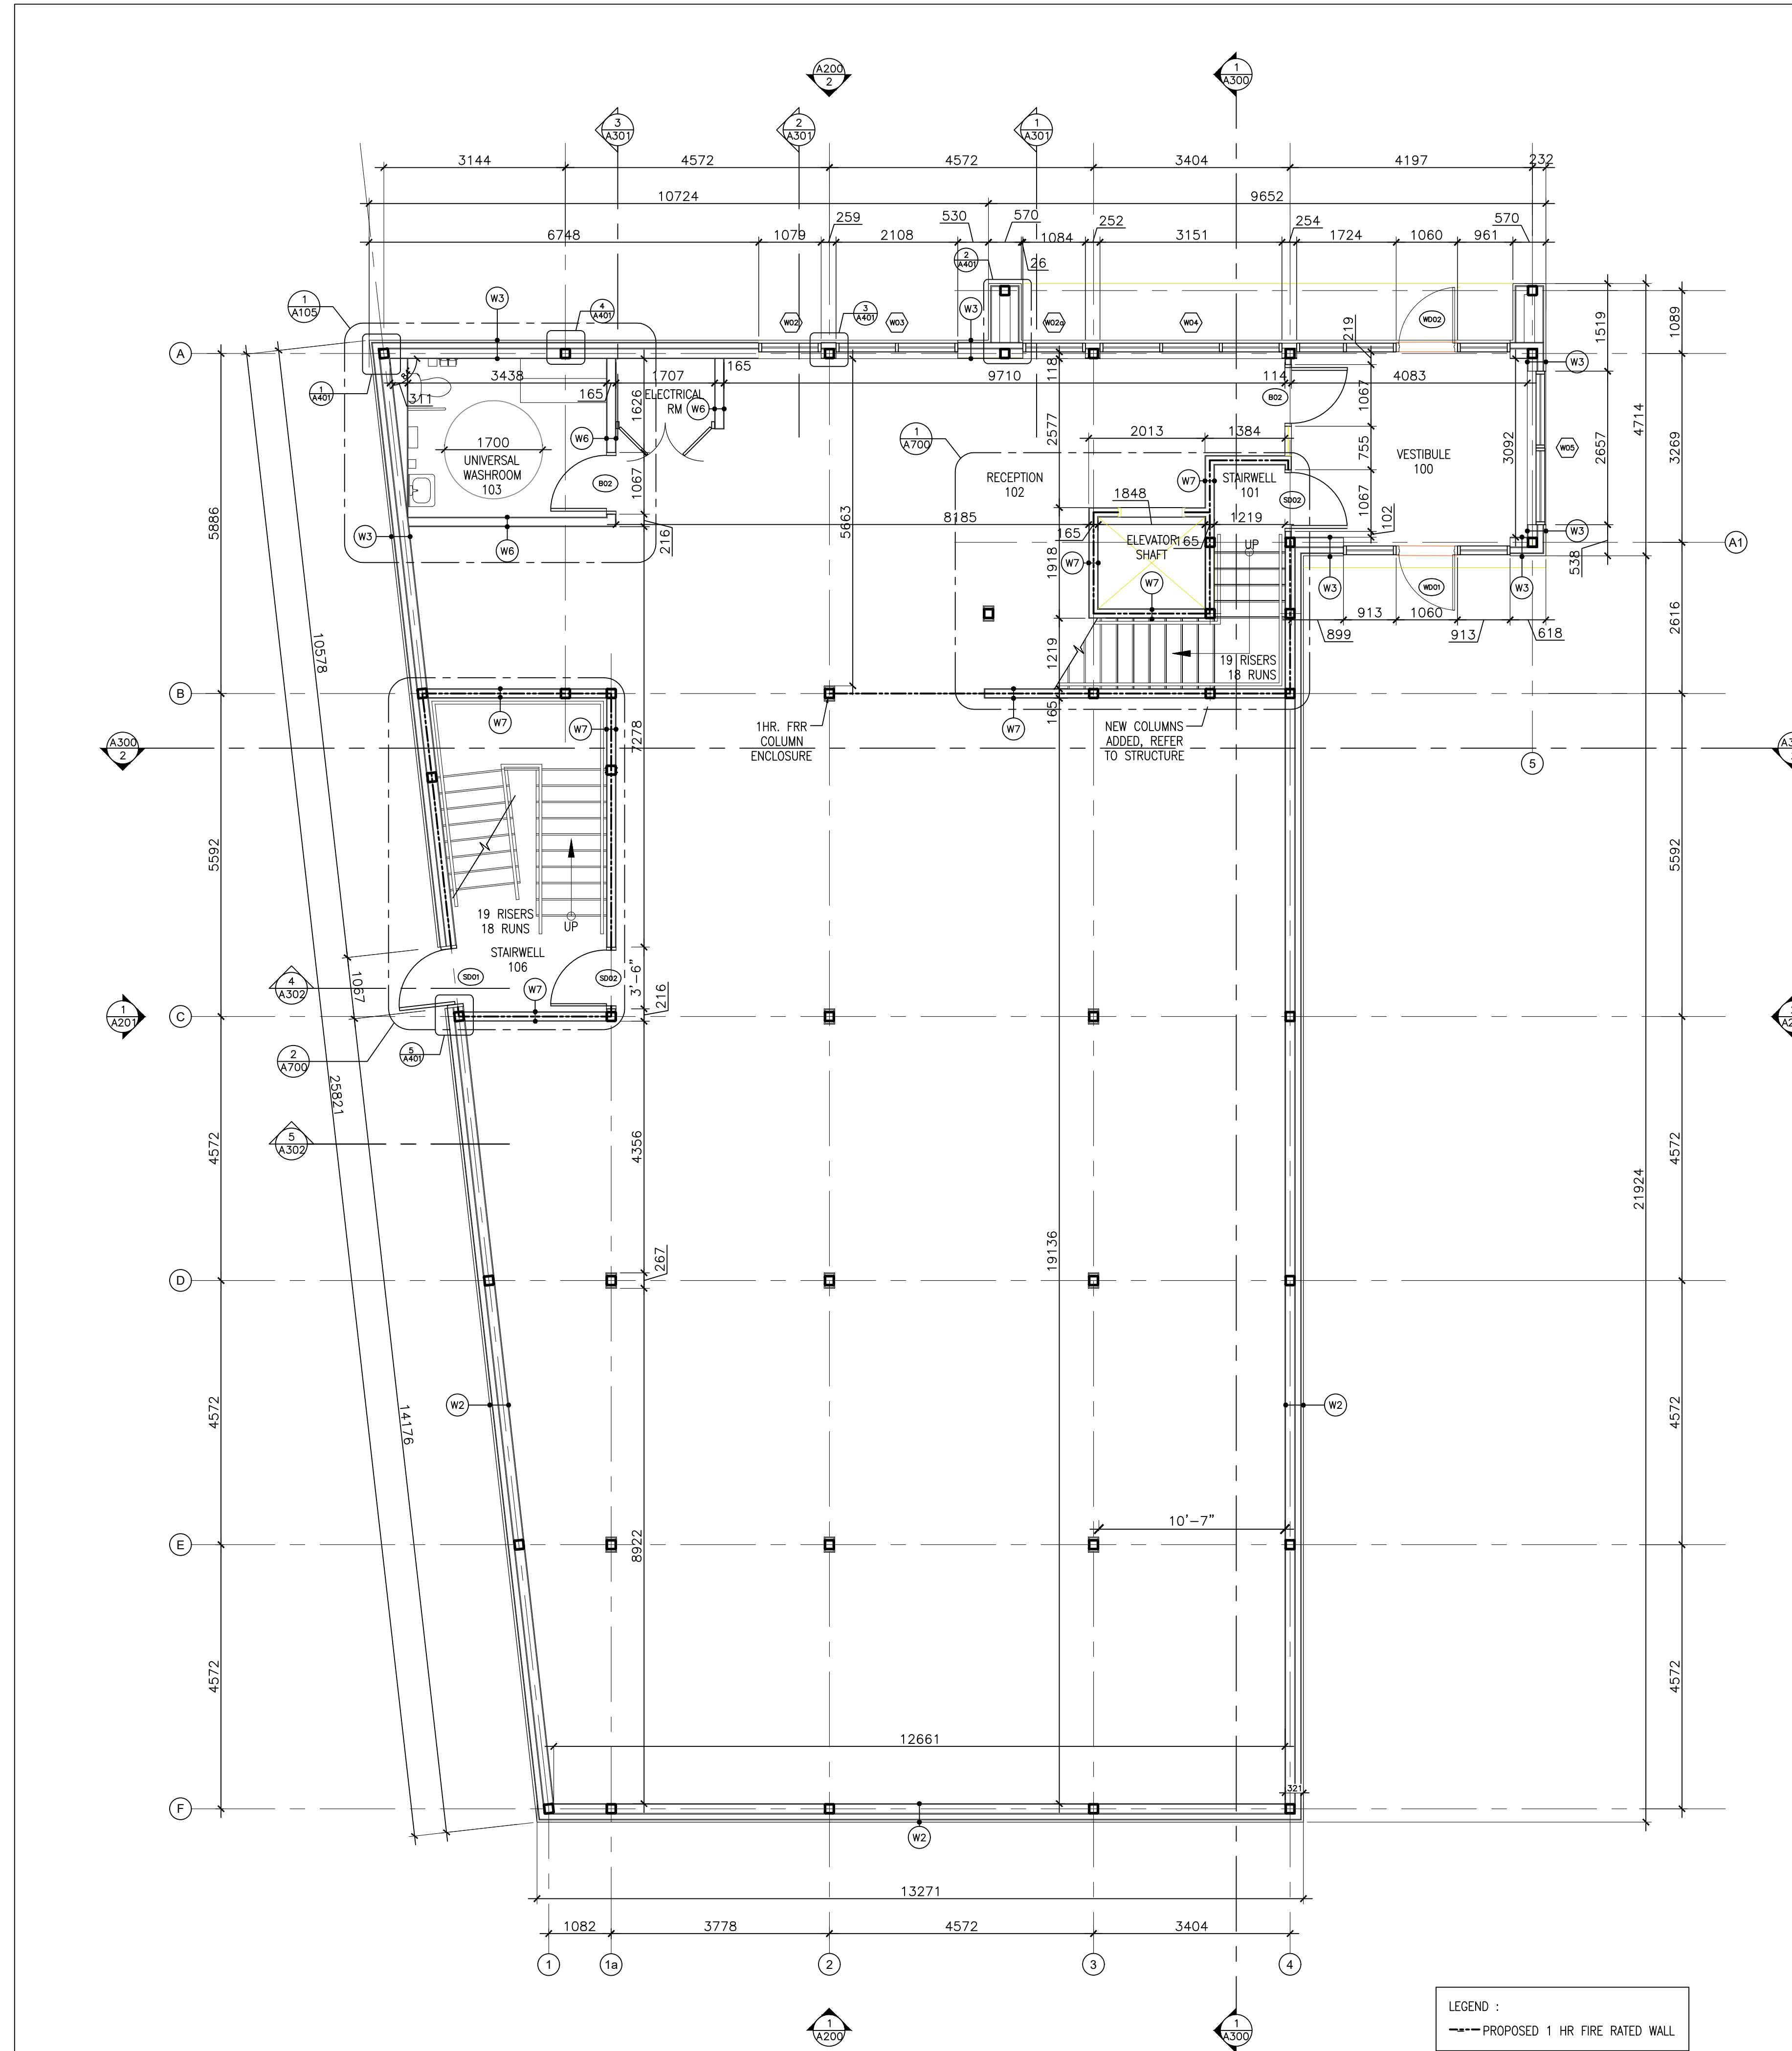 A200
2
1
A300
3
A301
2
A301
1
A301
3144
4572
4572
3404
4197
232
10724
9652
259
530
570
252
254
570
6748
1079
2108
1084
3151
1724
1060
961
26
2
A401
1
A105
W3
4
A401
W02
3
A401
W03
W3
W02a
W04
WD02
219
1519
1089
A
W3
1
A401
311
3438
165
1707
165
ELECTRICAL
RM
W6
118
9710
114
4083
B02
1067
1626
W6
1
A700
2577
2013
1384
755
3092
2657
4714
3269
W05
1700
UNIVERSAL
WASHROOM
103
B02
1067
RECEPTION
102
W7
STAIRWELL
101
VESTIBULE
100
SD02
1067
1848
5886
W3
W6
216
5663
8185
165
1219
102
W3
ELEVATOR
SHAFT
165
UP
A1
1918
W7
W7
W3
WD01
W3
538
913
1060
899
913
618
2616
10578
1219
19 RISERS
18 RUNS
B
W7
W7
7278
1HR. FRR
COLUMN
ENCLOSURE
W7
165
NEW COLUMNS
ADDED, REFER
TO STRUCTURE
A300
2
5
5592
5592
19 RISERS
18 RUNS
UP
STAIRWELL
106
SD01
SD02
3'-6"
4
A302
1067
W7
216
1
A201
C
5
A401
2
A700
25821
5
A302
4572
4356
4572
21924
267
19136
D
W2
W2
4572
14176
4572
10'-7"
E
8922
4572
4572
12661
321
F
W2
13271
1082
3778
4572
3404
1
1a
2
3
4
1
A200
1
A300
LEGEND :
PROPOSED 1 HR FIRE RATED WALL